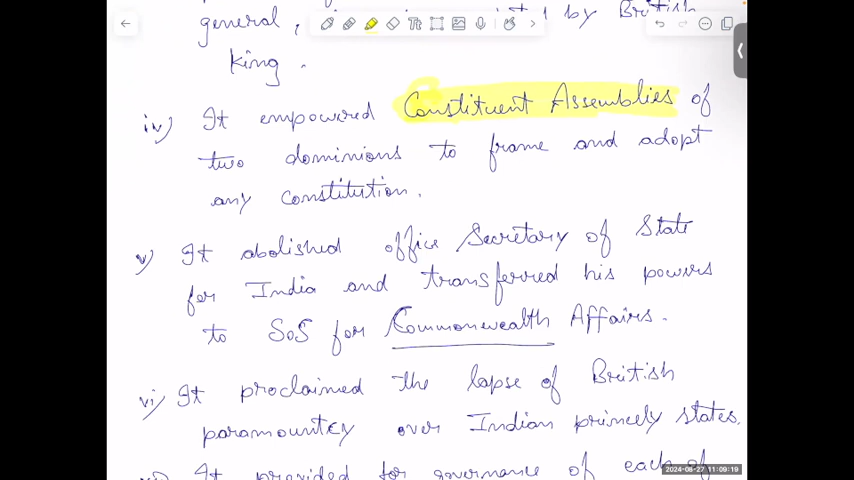 general,
by British
King.
iv) It empowered Constituent Assemblies of
two dominions to frame and adopt
any constitution.
v) It abolished office Secretary of State
for India and transferred his powers
to SoS for Commonwealth Affairs.
vi) It proclaimed the lapse of British
paramountcy over Indian princely states.
It provided for governance of each of
2024-08-27 11:09:19